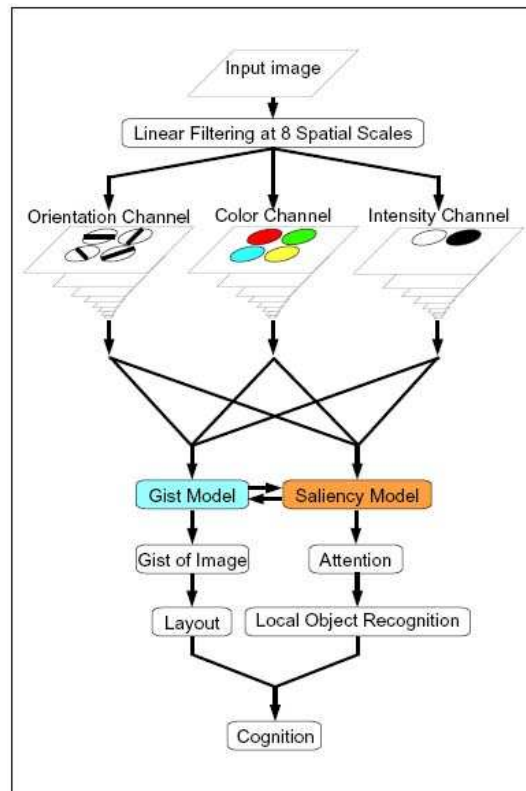 Input image
Linear Filtering at 8 Spatial Scales
Orientation Channel
Color Channel
Intensity Channel
Gist Model
Saliency Model
Gist of Image
Attention
Layout
Local Object Recognition
Cognition